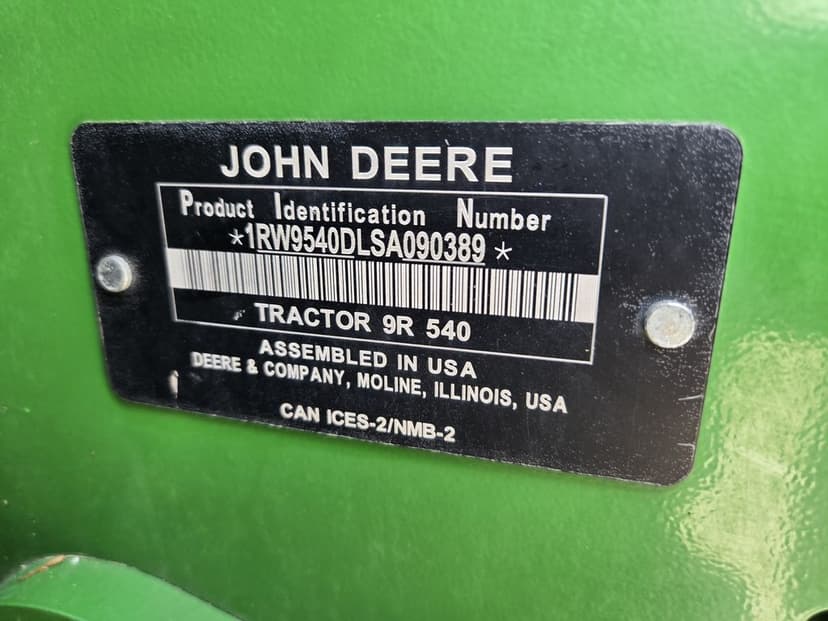 JOHN DEERE
Product Identification Number
*1RW9540DLSA090389*
TRACTOR 9R 540
ASSEMBLED IN USA
DEERE & COMPANY, MOLINE, ILLINOIS, USA
CAN ICES-2/NMB-2